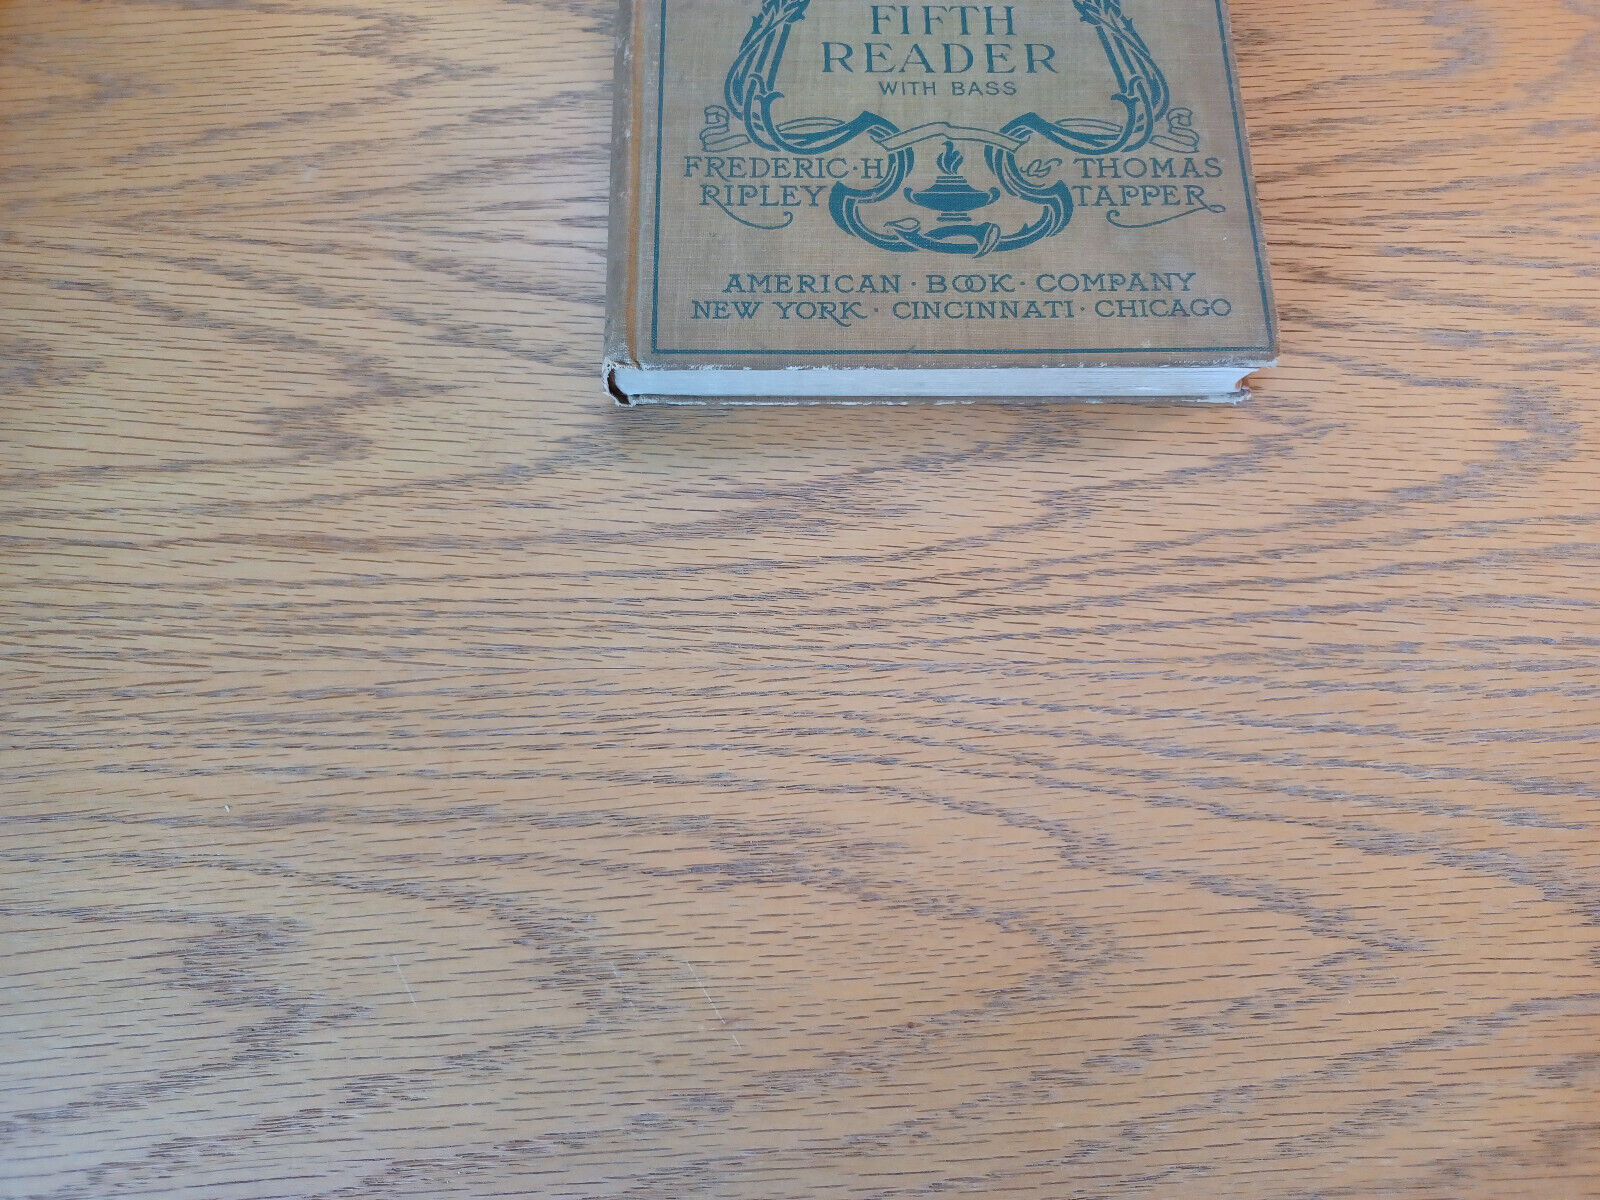 FIFTH
READER
WITH BASS
FREDERIC·H
RIPLEY
THOMAS
TAPPER
AMERICAN · BOOK · COMPANY
NEW YORK · CINCINNATI · CHICAGO